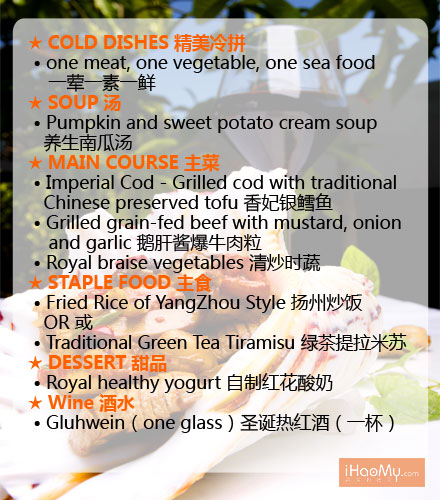 ★ COLD DISHES 精美冷拼
• one meat, one vegetable, one sea food
一荤一素一鲜
★ SOUP 汤
• Pumpkin and sweet potato cream soup
养生南瓜汤
★ MAIN COURSE 主菜
• Imperial Cod - Grilled cod with traditional
Chinese preserved tofu 香妃银鳕鱼
• Grilled grain-fed beef with mustard, onion
and garlic 鹅肝酱爆牛肉粒
• Royal braise vegetables 清炒时蔬
★ STAPLE FOOD 主食
• Fried Rice of YangZhou Style 扬州炒饭
OR 或
• Traditional Green Tea Tiramisu 绿茶提拉米苏
★ DESSERT 甜品
• Royal healthy yogurt 自制红花酸奶
★ Wine 酒水
• Gluhwein（one glass）圣诞热红酒（一杯）
iHaoMy.com